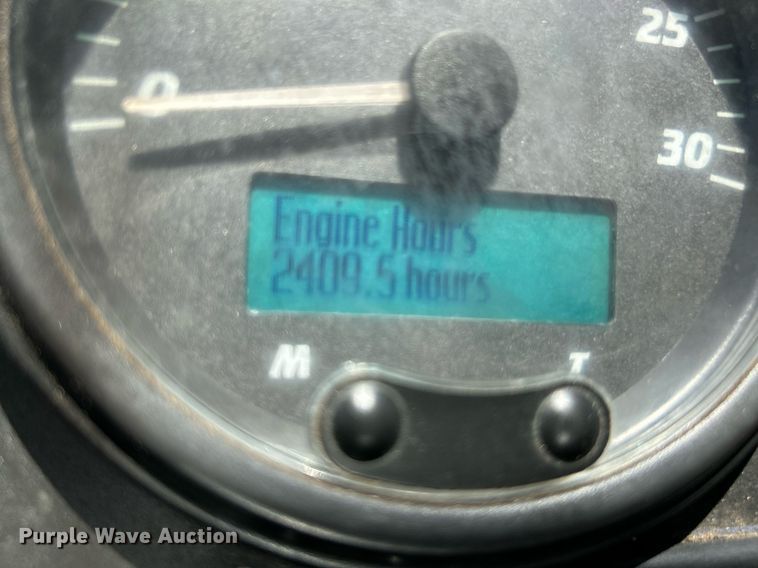 25
0
30
Engine Hours
2409.5 hours
M T
Purple Wave Auction